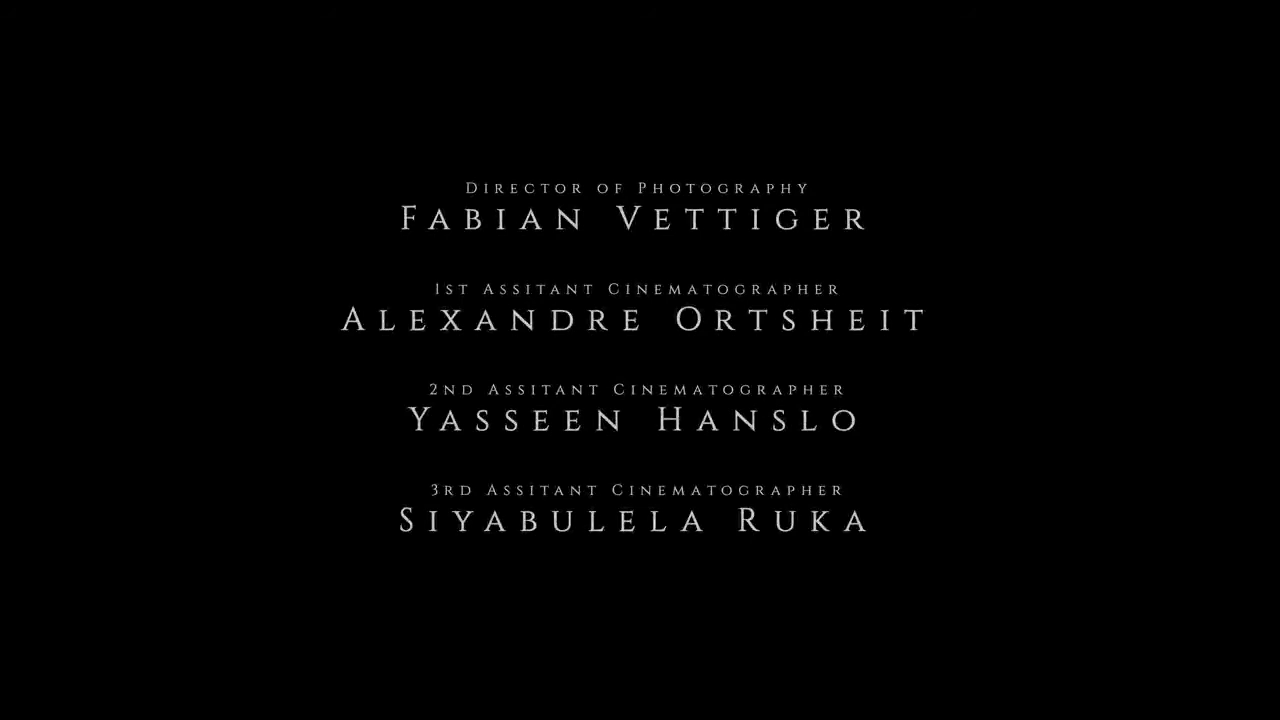 Director of Photography
Fabian Vettiger
1st Assitant Cinematographer
Alexandre Ortsheit
2nd Assitant Cinematographer
Yasseen Hanslo
3rd Assitant Cinematographer
Siyabulela Ruka